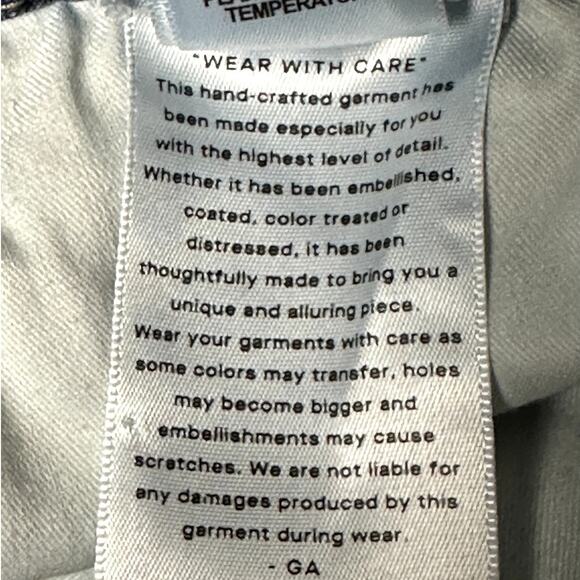 "WEAR WITH CARE"
This hand-crafted garment has
been made especially for you
with the highest level of detail.
Whether it has been embellished,
coated, color treated or
distressed, it has been
thoughtfully made to bring you a
unique and alluring piece.
Wear your garments with care as
some colors may transfer, holes
may become bigger and
embellishments may cause
scratches. We are not liable for
any damages produced by this
garment during wear.
- GA